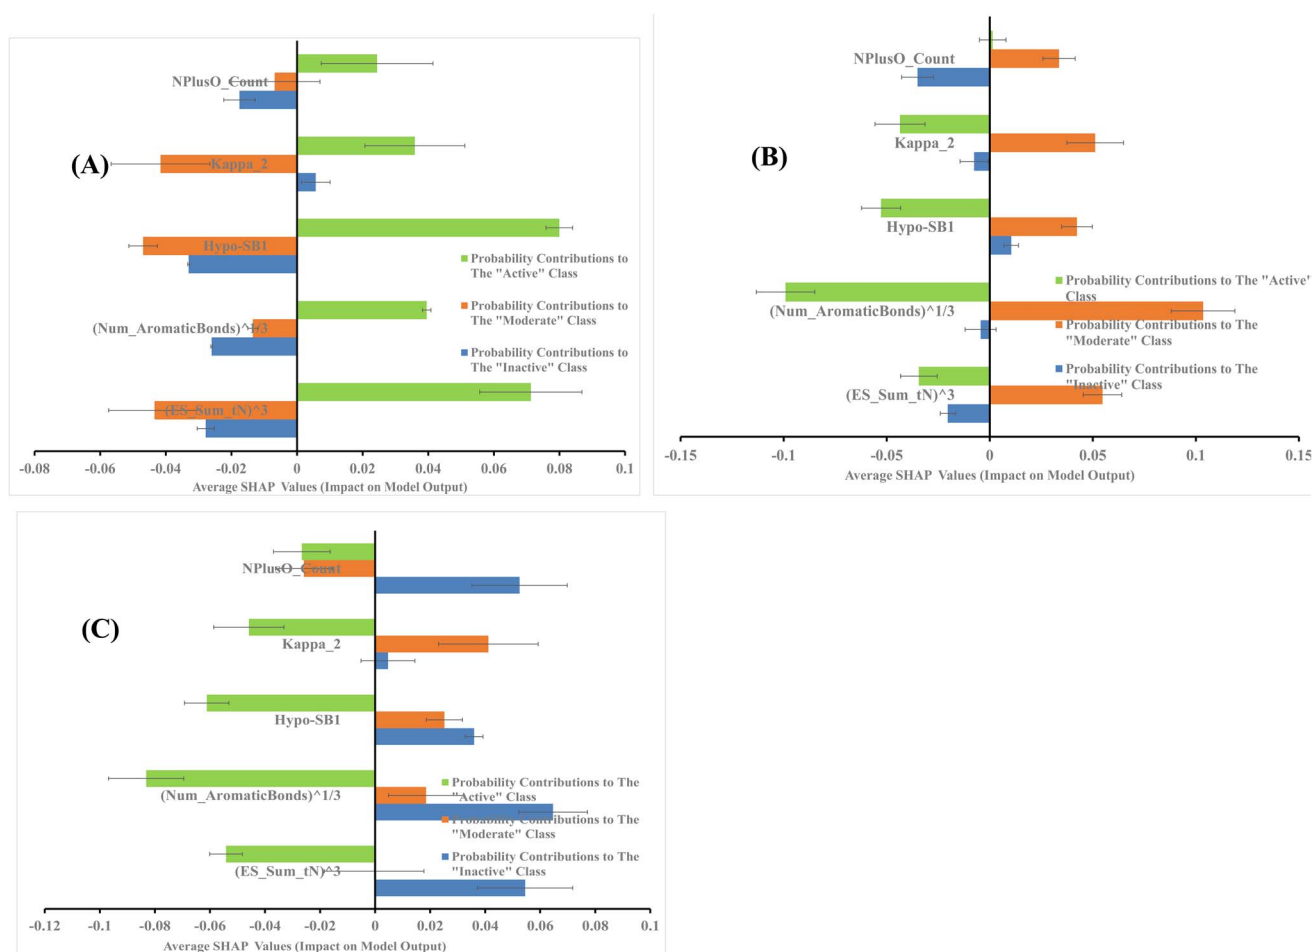 (A)
NPlusO_Count
Kappa_2
Hypo-SB1
(Num_AromaticBonds)^1/3
(ES_Sum_tN)^3
Probability Contributions to
The "Active" Class
Probability Contributions to
The "Moderate" Class
Probability Contributions to
The "Inactive" Class
-0.08 -0.06 -0.04 -0.02 0 0.02 0.04 0.06 0.08 0.1
Average SHAP Values (Impact on Model Output)
(B)
NPlusO_Count
Kappa_2
Hypo-SB1
(Num_AromaticBonds)^1/3
(ES_Sum_tN)^3
Probability Contributions to The "Active"
Class
Probability Contributions to The
"Moderate" Class
Probability Contributions to The
"Inactive" Class
-0.15 -0.1 -0.05 0 0.05 0.1 0.15
Average SHAP Values (Impact on Model Output)
(C)
NPlusO_Count
Kappa_2
Hypo-SB1
(Num_AromaticBonds)^1/3
(ES_Sum_tN)^3
Probability Contributions to The
"Active" Class
Probability Contributions to The
"Moderate" Class
Probability Contributions to The
"Inactive" Class
-0.12 -0.1 -0.08 -0.06 -0.04 -0.02 0 0.02 0.04 0.06 0.08 0.1
Average SHAP Values (Impact on Model Output)